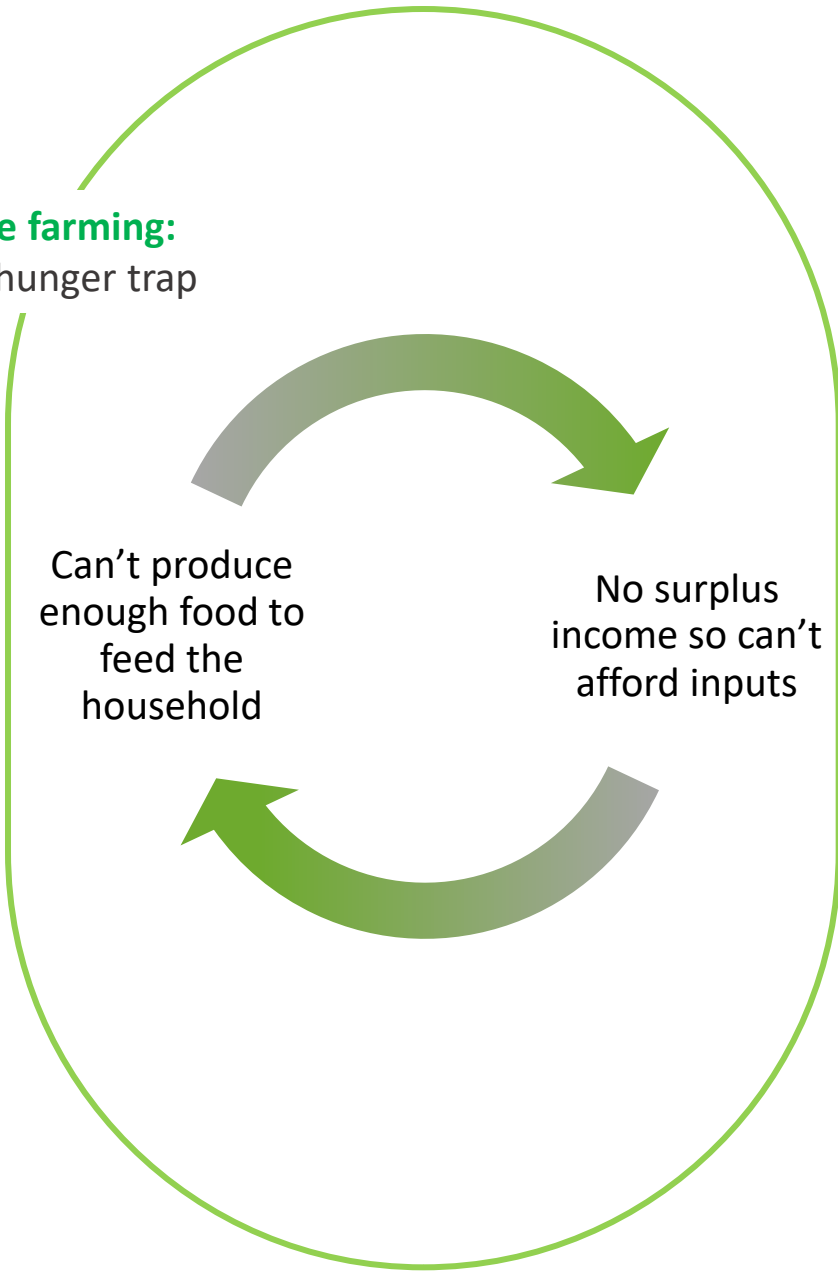 e farming:
hunger trap
Can’t produce
enough food to
feed the
household
No surplus
income so can’t
afford inputs